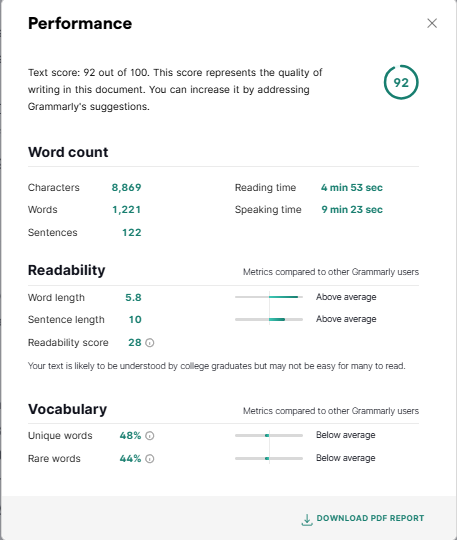 Performance
Text score: 92 out of 100. This score represents the quality of
writing in this document. You can increase it by addressing
Grammarly's suggestions.
92
Word count
Characters 8,869 Reading time 4 min 53 sec
Words 1,221 Speaking time 9 min 23 sec
Sentences 122
Readability Metrics compared to other Grammarly users
Word length 5.8 Above average
Sentence length 10 Above average
Readability score 28
Your text is likely to be understood by college graduates but may not be easy for many to read.
Vocabulary Metrics compared to other Grammarly users
Unique words 48% Below average
Rare words 44% Below average
DOWNLOAD PDF REPORT